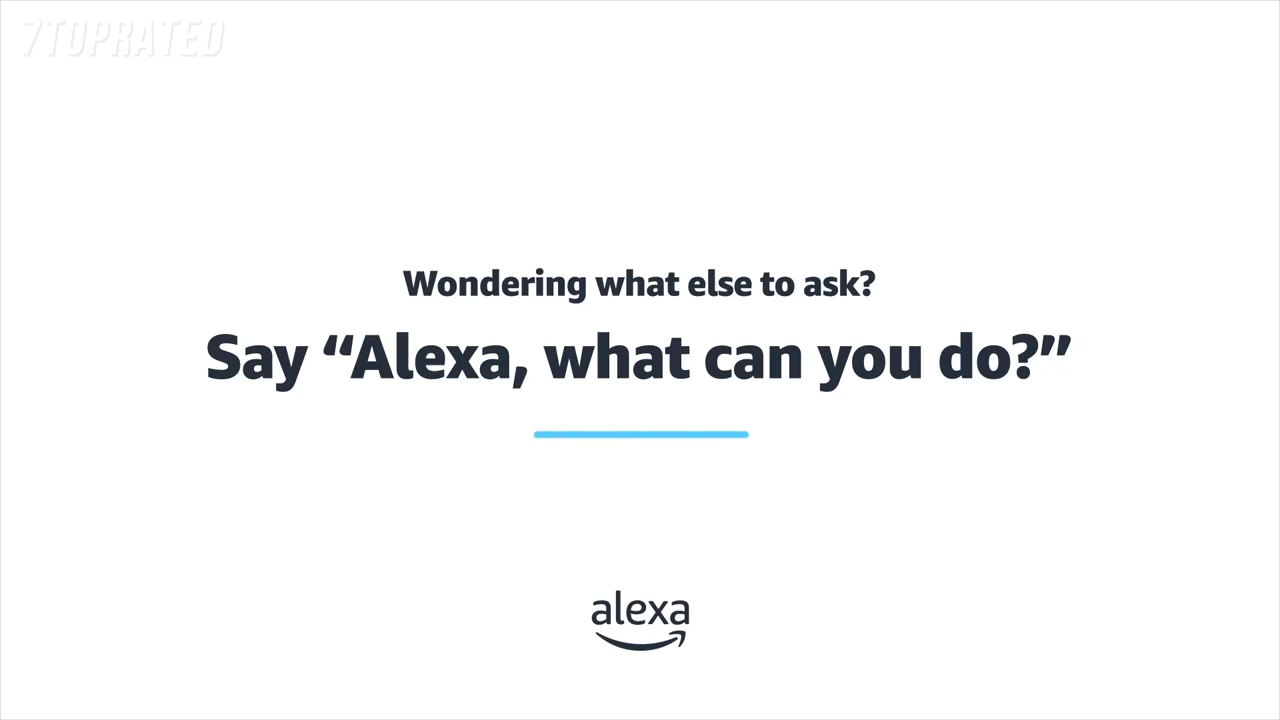 7TOPRATED
Wondering what else to ask?
Say “Alexa, what can you do?”
alexa